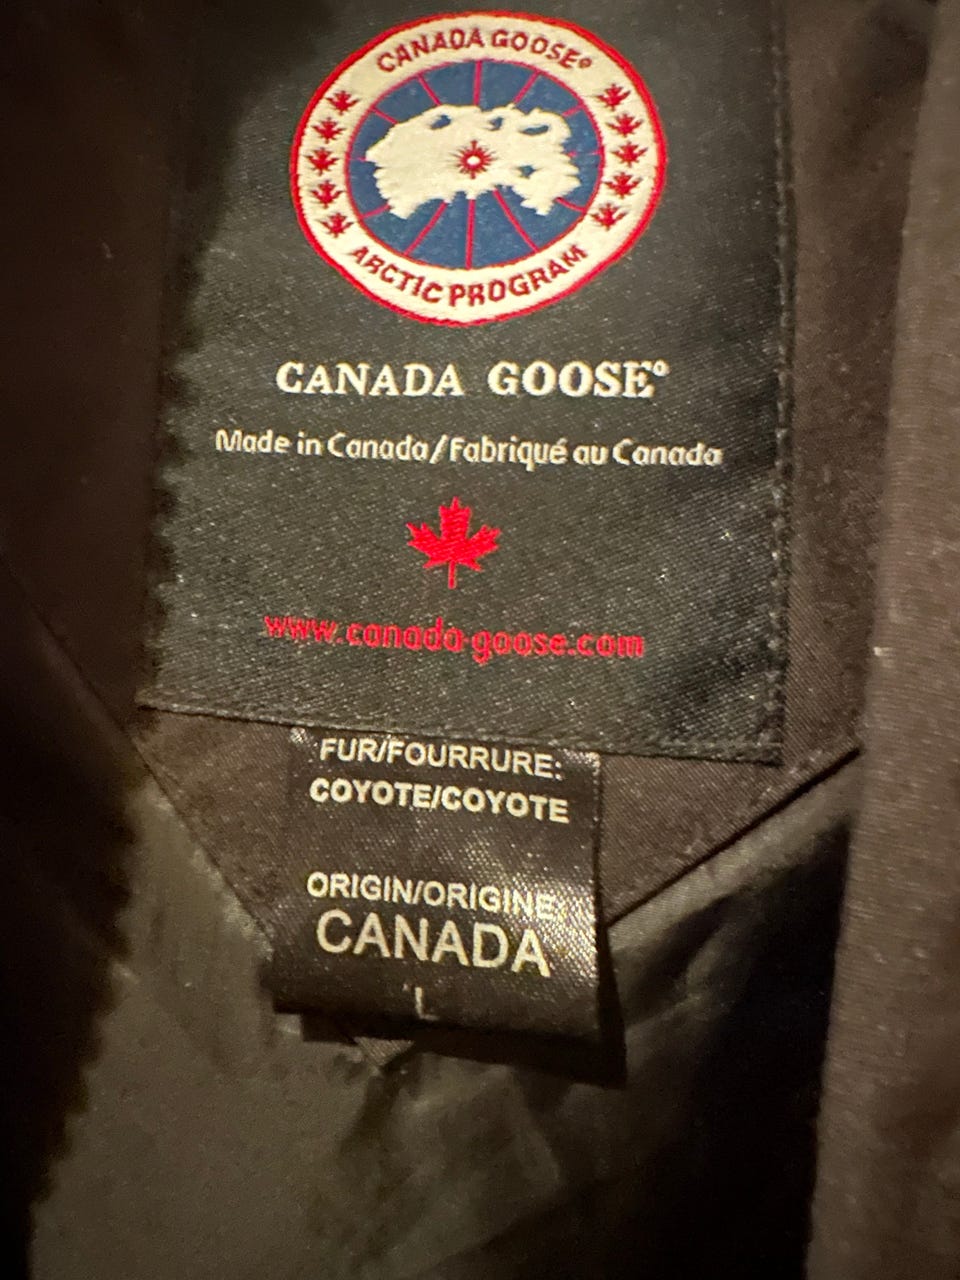 CANADA GOOSE®
ARCTIC PROGRAM
CANADA GOOSE®
Made in Canada/Fabriqué au Canada
www.canada-goose.com
FUR/FOURRURE:
COYOTE/COYOTE
ORIGIN/ORIGINE:
CANADA
L